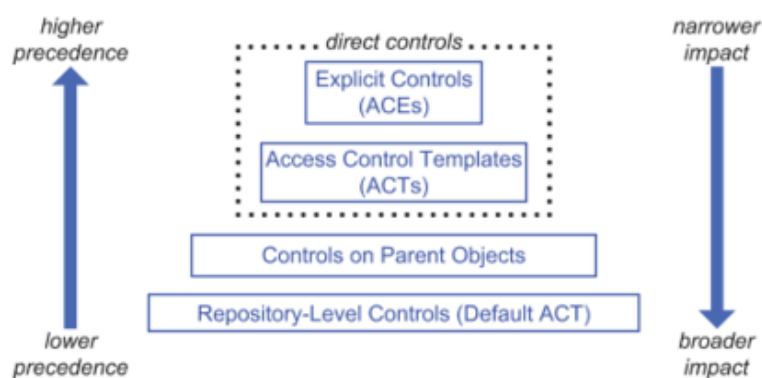 higher
precedence
direct controls
narrower
impact
Explicit Controls
(ACEs)
Access Control Templates
(ACTs)
Controls on Parent Objects
Repository-Level Controls (Default ACT)
lower
precedence
broader
impact